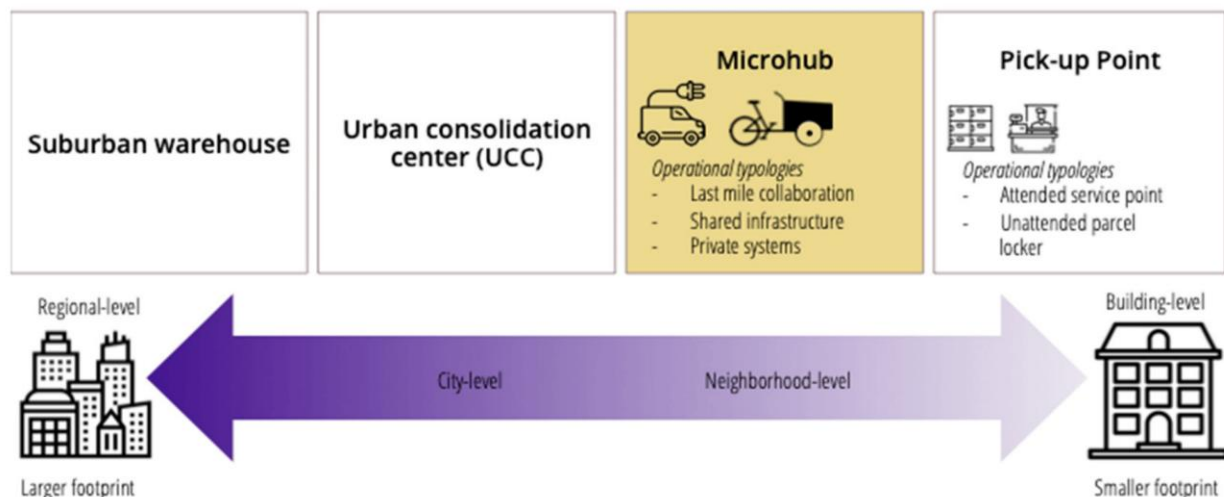 Suburban warehouse
Urban consolidation
center (UCC)
Microhub
Operational typologies
- Last mile collaboration
- Shared infrastructure
- Private systems
Pick-up Point
Operational typologies
- Attended service point
- Unattended parcel
locker
Regional-level
City-level
Neighborhood-level
Building-level
Larger footprint
Smaller footprint